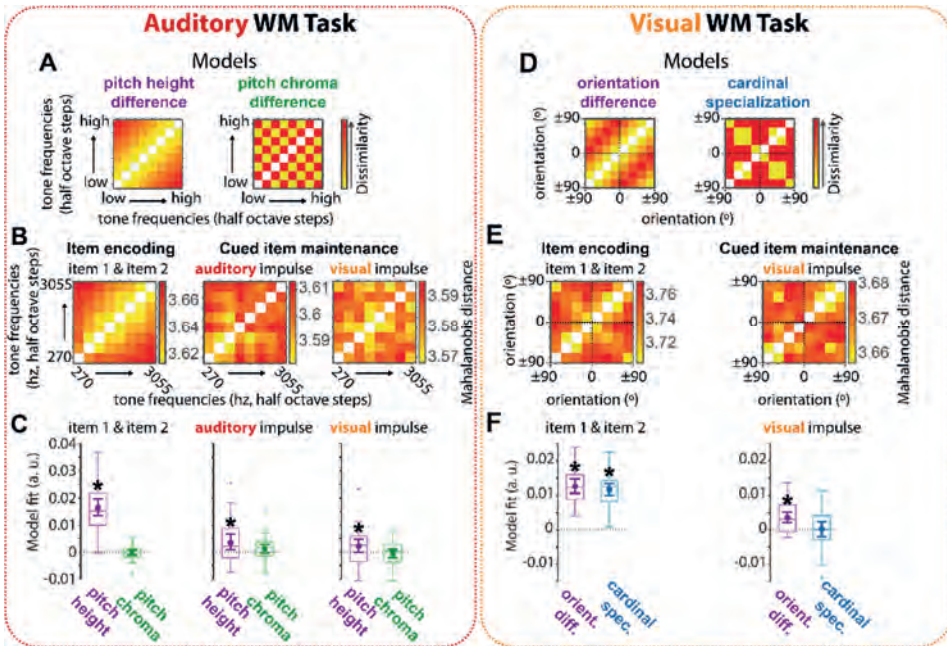 Auditory WM Task
A
Models
pitch height
difference
pitch chroma
difference
tone frequencies
(half octave steps)
high
low
low
high
high
low
low
high
Dissimilarity
tone frequencies (half octave steps)
B
Item encoding
Cued item maintenance
item 1 & item 2
auditory impulse
visual impulse
tone frequencies
(hz, half octave steps)
3055
270
270
3055
3.66
3.64
3.62
270
3055
3.61
3.6
3.59
3.58
270
3055
3.59
3.58
3.57
Mahalanobis distance
tone frequencies (hz, half octave steps)
C
item 1 & item 2
auditory impulse
visual impulse
Model fit (a. u.)
0.04
0.03
0.02
0.01
0
-0.01
*
*
*
pitch
height
pitch
chroma
pitch
height
pitch
chroma
pitch
height
pitch
chroma
Visual WM Task
D
Models
orientation
difference
cardinal
specialization
orientation (º)
±90
0
±90
±90
0
±90
±90
0
±90
±90
0
±90
Dissimilarity
orientation (º)
E
Item encoding
Cued item maintenance
item 1 & item 2
visual impulse
orientation (º)
±90
0
±90
±90
0
±90
3.76
3.74
3.72
±90
0
±90
±90
0
±90
3.68
3.67
3.66
Mahalanobis distance
orientation (º)
orientation (º)
F
item 1 & item 2
visual impulse
Model fit (a. u.)
0.02
0.01
0
-0.01
*
*
0.02
0.01
0
-0.01
*
orient.
diff.
cardinal
spec.
orient.
diff.
cardinal
spec.